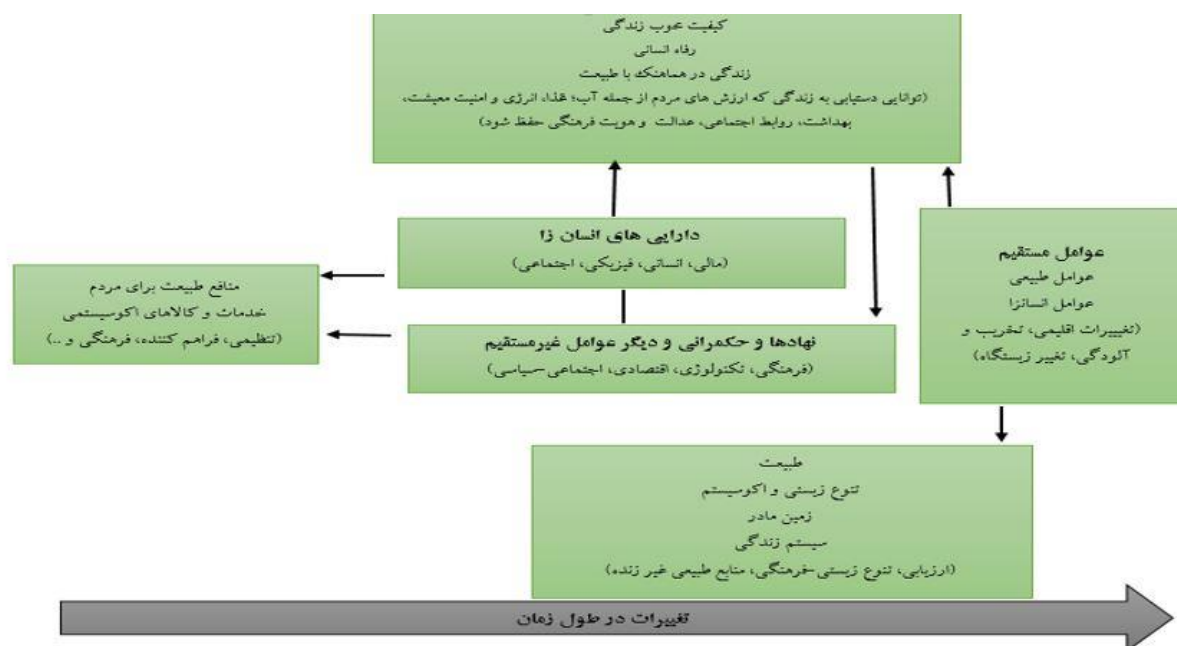 کیفیت خوب زندگی
رفاه انسانی
زندگی در هماهنگ با طبیعت
(توانایی دستیابی به زندگی که ارزش های مردم از جمله آب؛ غذا، انرژی و امنیت معیشت،
بهداشت، روابط اجتماعی، عدالت و هویت فرهنگی حفظ شود)
دارایی های انسان زا
(مالی، انسانی، فیزیکی، اجتماعی)
عوامل مستقیم
عوامل طبیعی
عوامل انسانزا
(تغییرات اقلیمی، تخریب و
آلودگی، تغییر زیستگاه)
منافع طبیعت برای مردم
خدمات و کالاهای اکوسیستمی
(تنظیمی، فراهم کننده، فرهنگی و ..)
نهادها و حکمرانی و دیگر عوامل غیرمستقیم
(فرهنگی، تکنولوژی، اقتصادی، اجتماعی-سیاسی)
طبیعت
تنوع زیستی و اکوسیستم
زمین مادر
سیستم زندگی
(ارزیابی، تنوع زیستی-فرهنگی، منابع طبیعی غیر زنده)
تغییرات در طول زمان